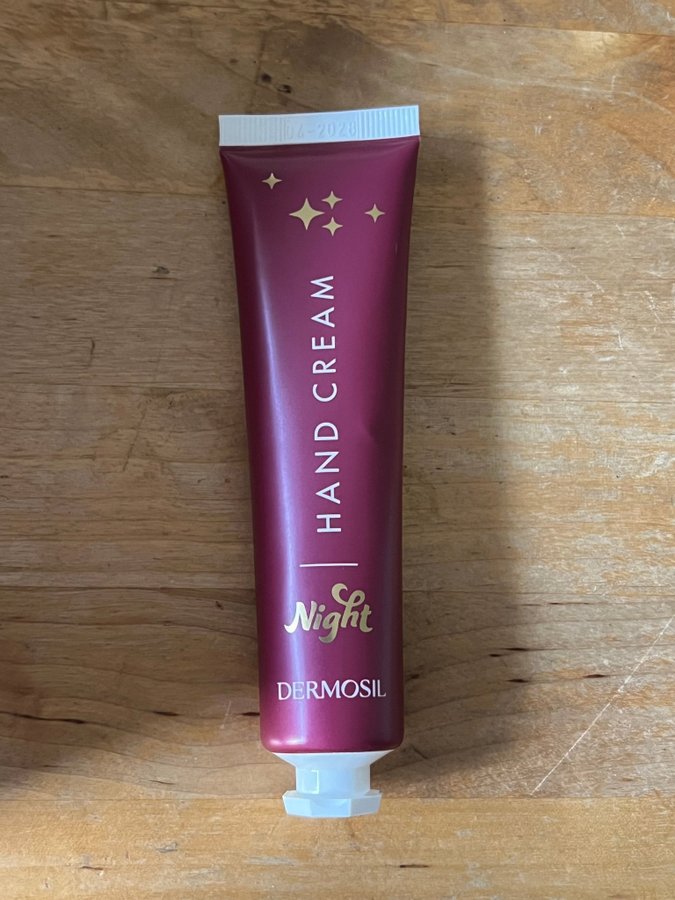 04-2028
HAND CREAM
Night
DERMOSIL